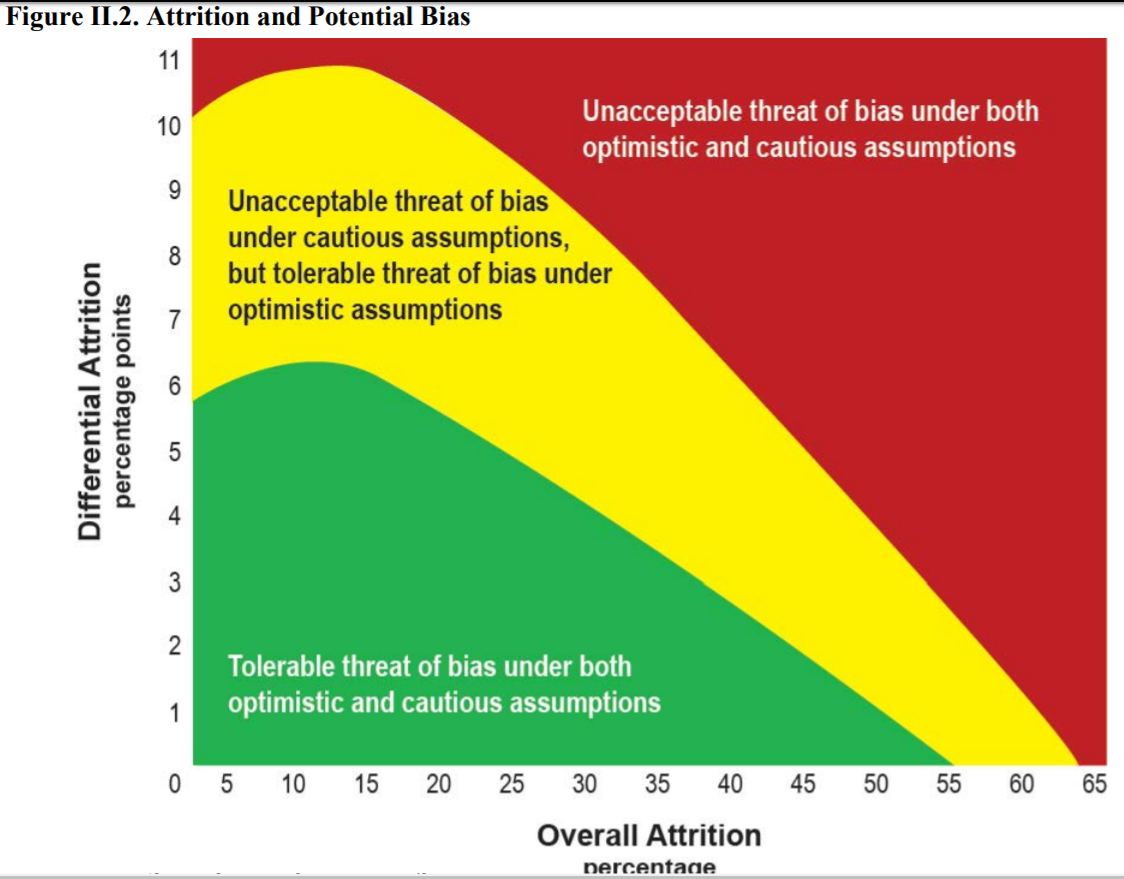 Figure II.2. Attrition and Potential Bias
11
10
9
8
7
6
5
4
3
2
1
Differential Attrition
percentage points
Unacceptable threat of bias under both
optimistic and cautious assumptions
Unacceptable threat of bias
under cautious assumptions,
but tolerable threat of bias under
optimistic assumptions
Tolerable threat of bias under both
optimistic and cautious assumptions
0 5 10 15 20 25 30 35 40 45 50 55 60 65
Overall Attrition
percentage